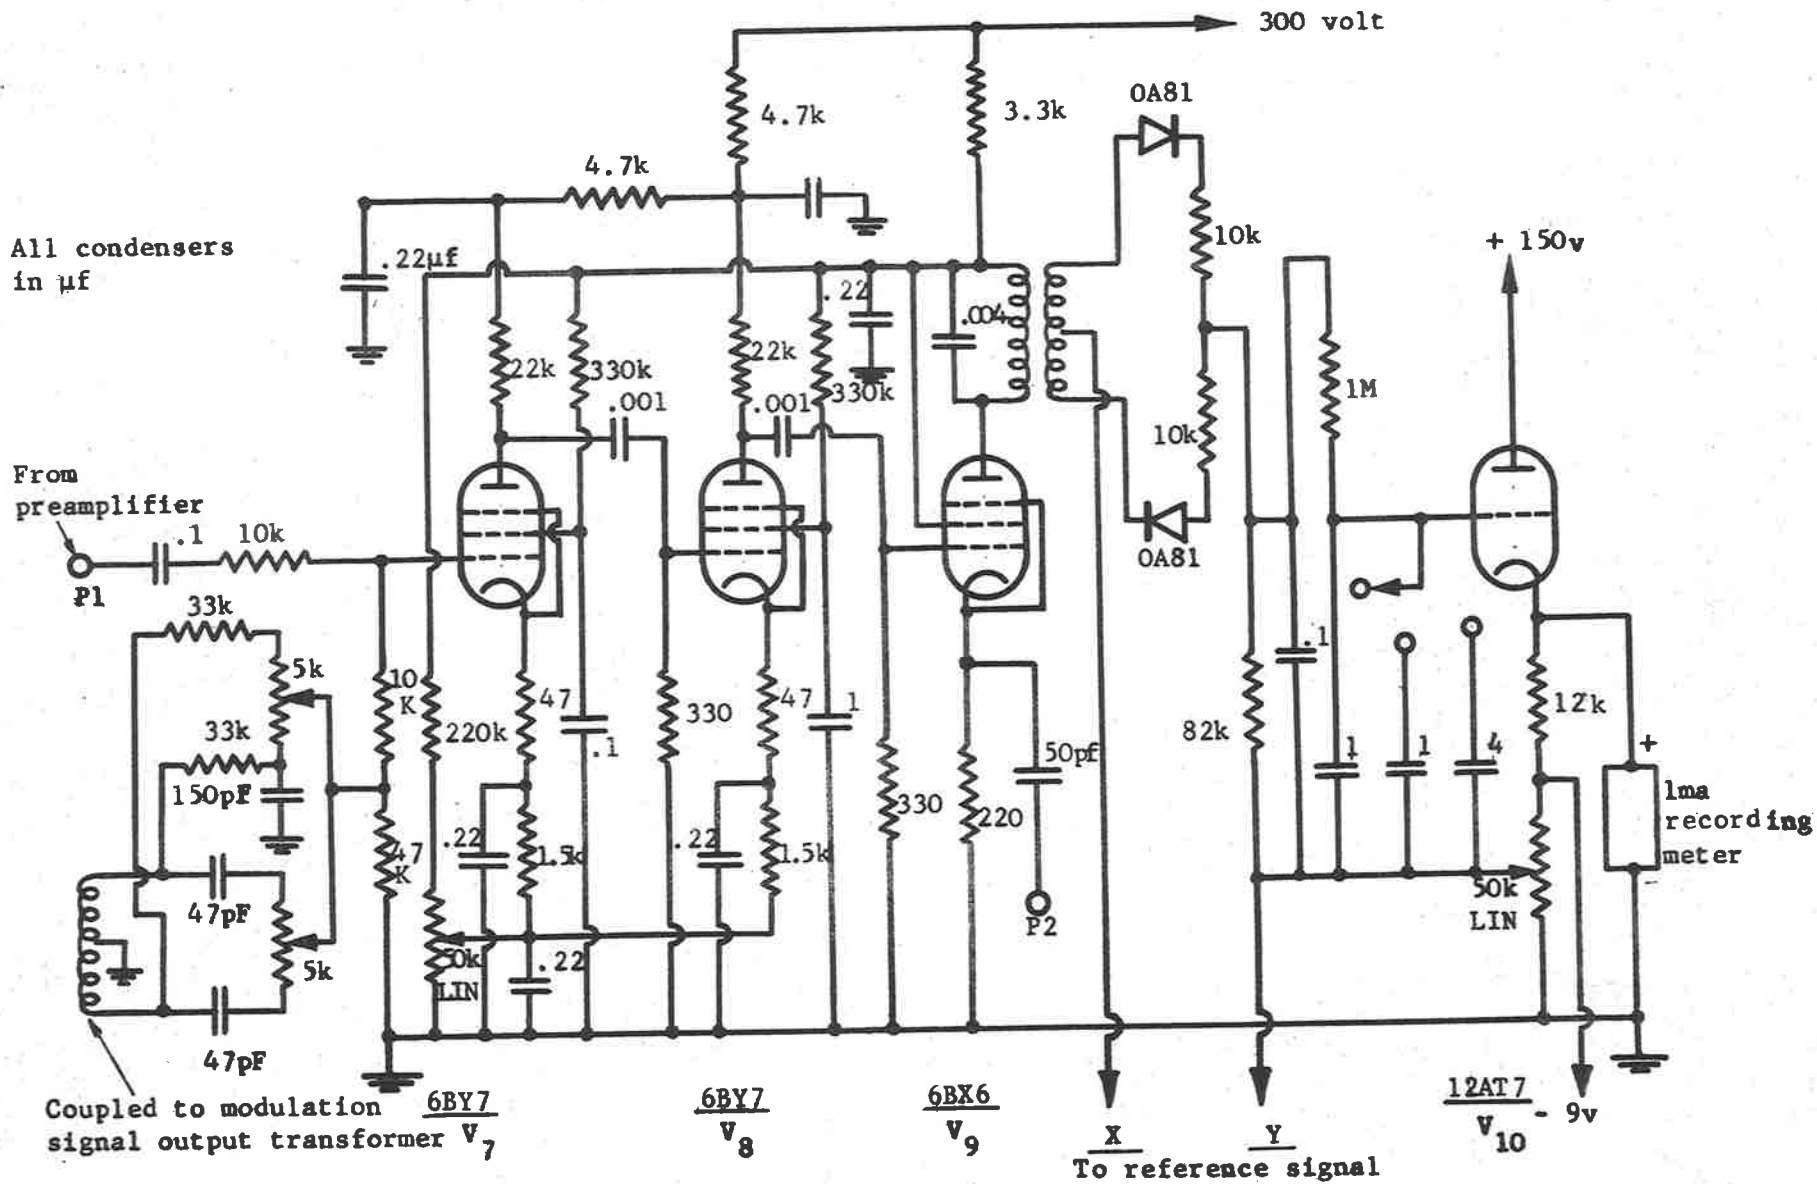 300 volt
OA81
4.7k
3.3k
4.7k
10k
+ 150v
All condensers
in µf
.22µf
.22
.004
22k
330k
22k
330k
1M
.001
.001
10k
From
preamplifier
.1
10k
OA81
P1
33k
5k
10
K
47
47
1
.1
33k
220k
330
82k
12k
150pF
.1
50pf
1
1
4
+
1ma
recording
meter
330
220
47
K
.22
1.5k
.22
1.5k
47pF
50k
LIN
P2
5k
50k
LIN
.22
47pF
Coupled to modulation
signal output transformer
6BY7
V7
6BY7
V8
6BX6
V9
X
Y
To reference signal
12AT7
V10
- 9v